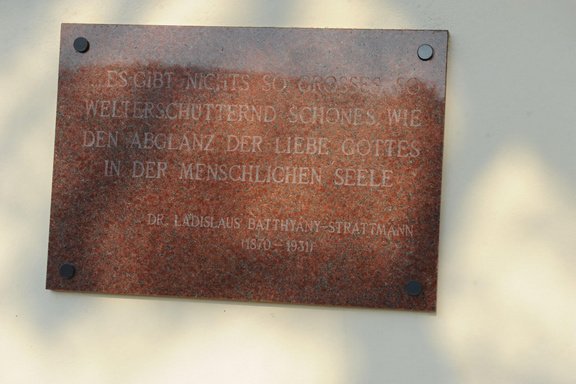 ...ES GIBT NICHTS SO GROSSES, SO
WELTERSCHÜTTERND SCHÖNES, WIE
DEN ABGLANZ DER LIEBE GOTTES
IN DER MENSCHLICHEN SEELE
DR. LADISLAUS BATTHYÁNY-STRATTMANN
(1870-1931)